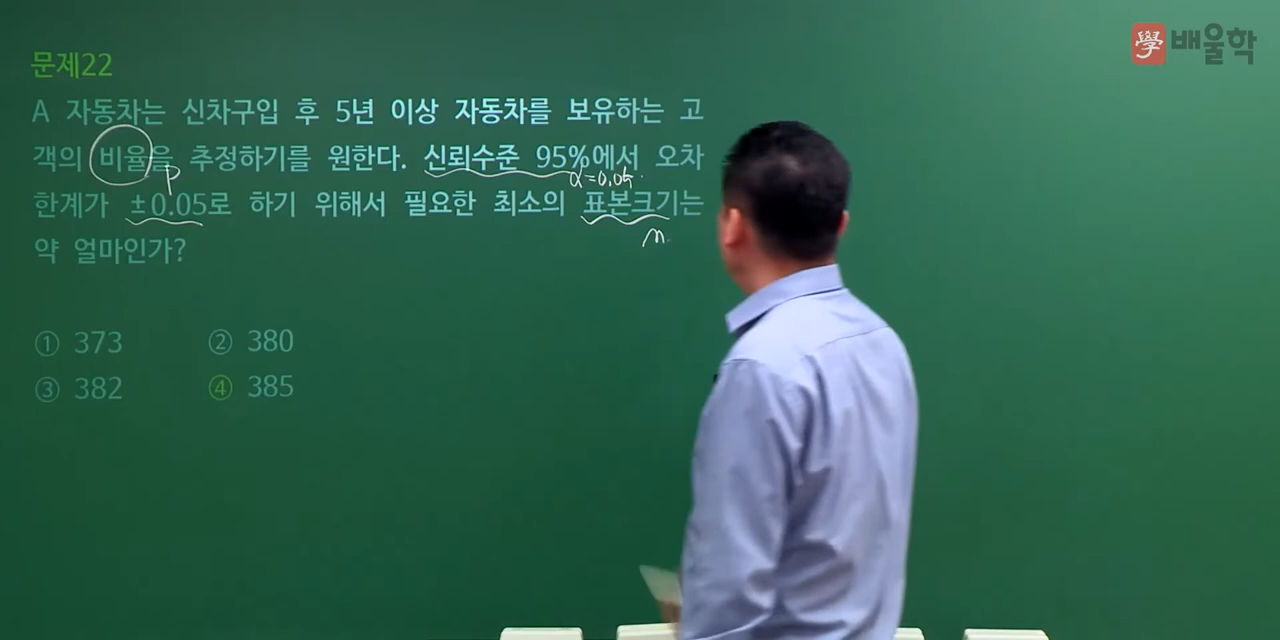 學 배울학
문제22
A 자동차는 신차구입 후 5년 이상 자동차를 보유하는 고
객의 비율을 추정하기를 원한다. 신뢰수준 95%에서 오차
p
α=0.05
한계가 ±0.05로 하기 위해서 필요한 최소의 표본크기는
n
약 얼마인가?
① 373 ② 380
③ 382 ④ 385